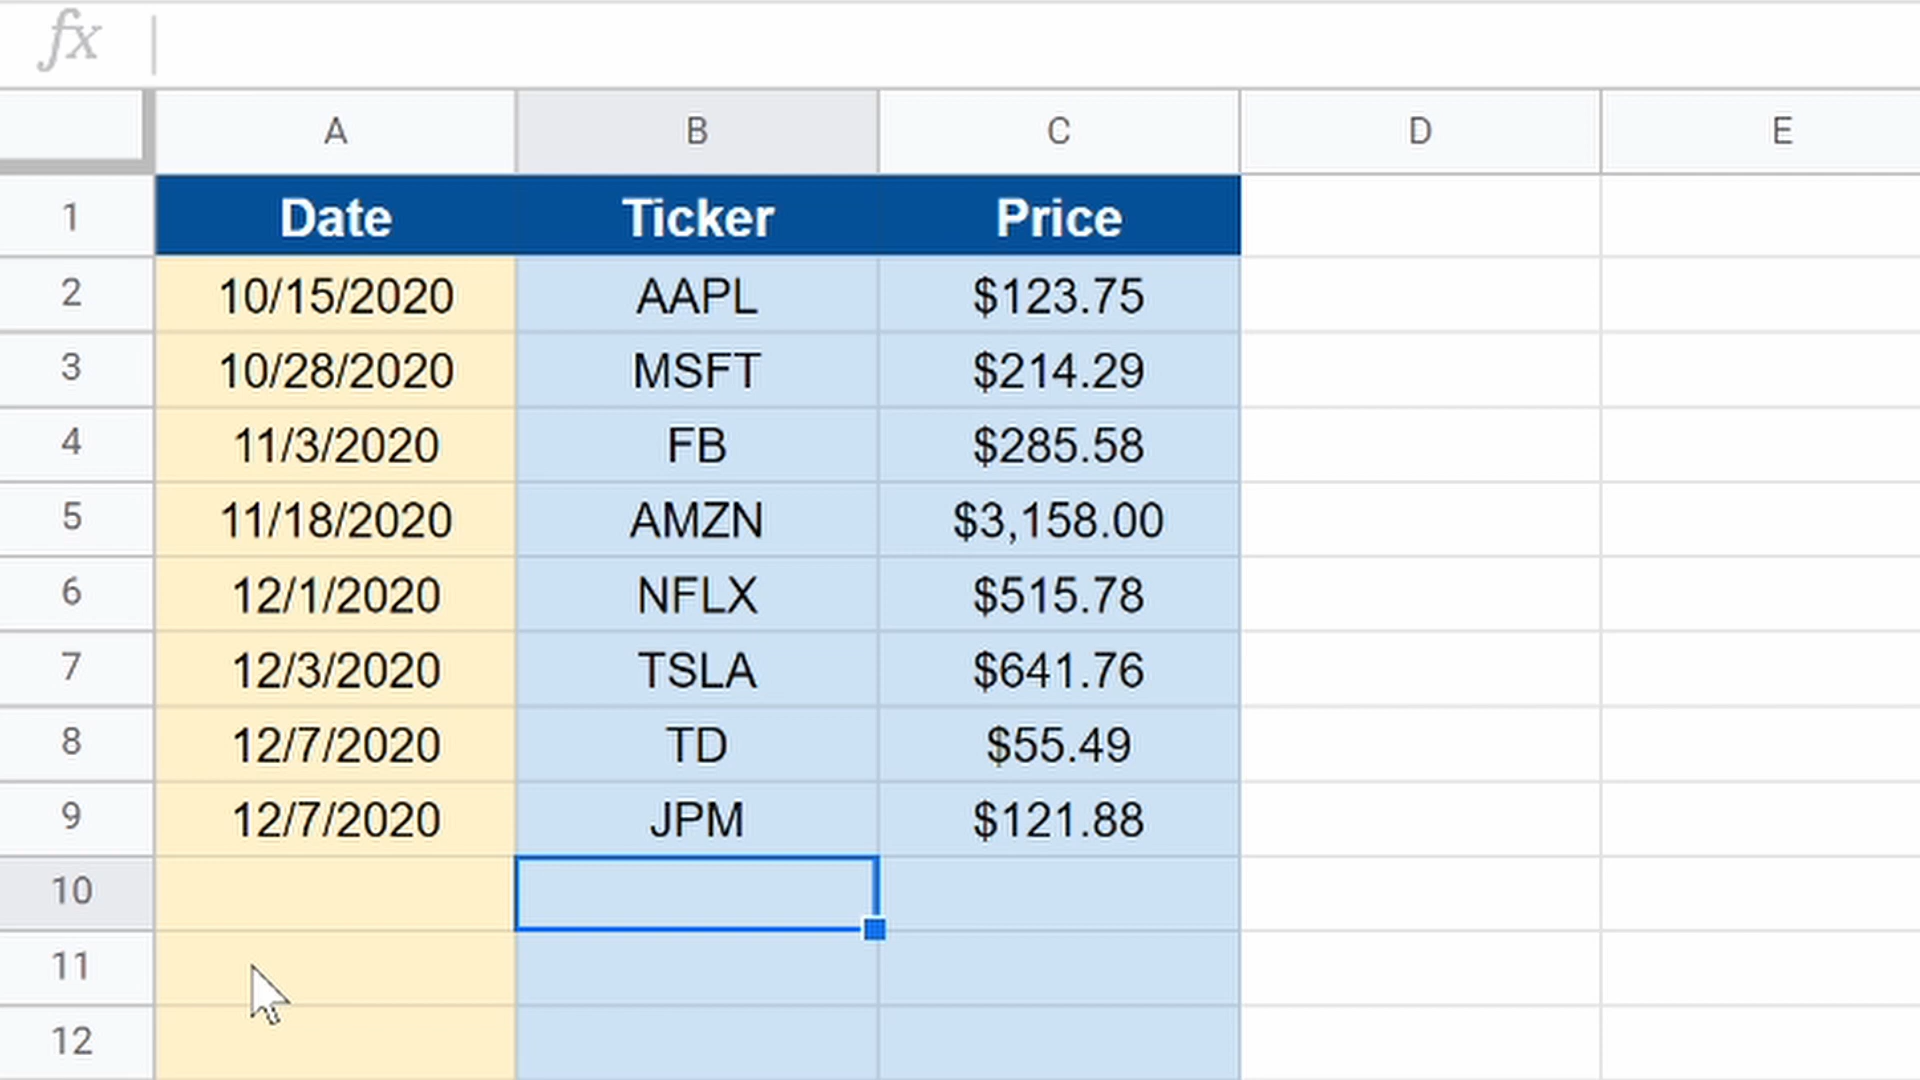 fx
A B C D E
1 Date Ticker Price
2 10/15/2020 AAPL $123.75
3 10/28/2020 MSFT $214.29
4 11/3/2020 FB $285.58
5 11/18/2020 AMZN $3,158.00
6 12/1/2020 NFLX $515.78
7 12/3/2020 TSLA $641.76
8 12/7/2020 TD $55.49
9 12/7/2020 JPM $121.88
10
11
12